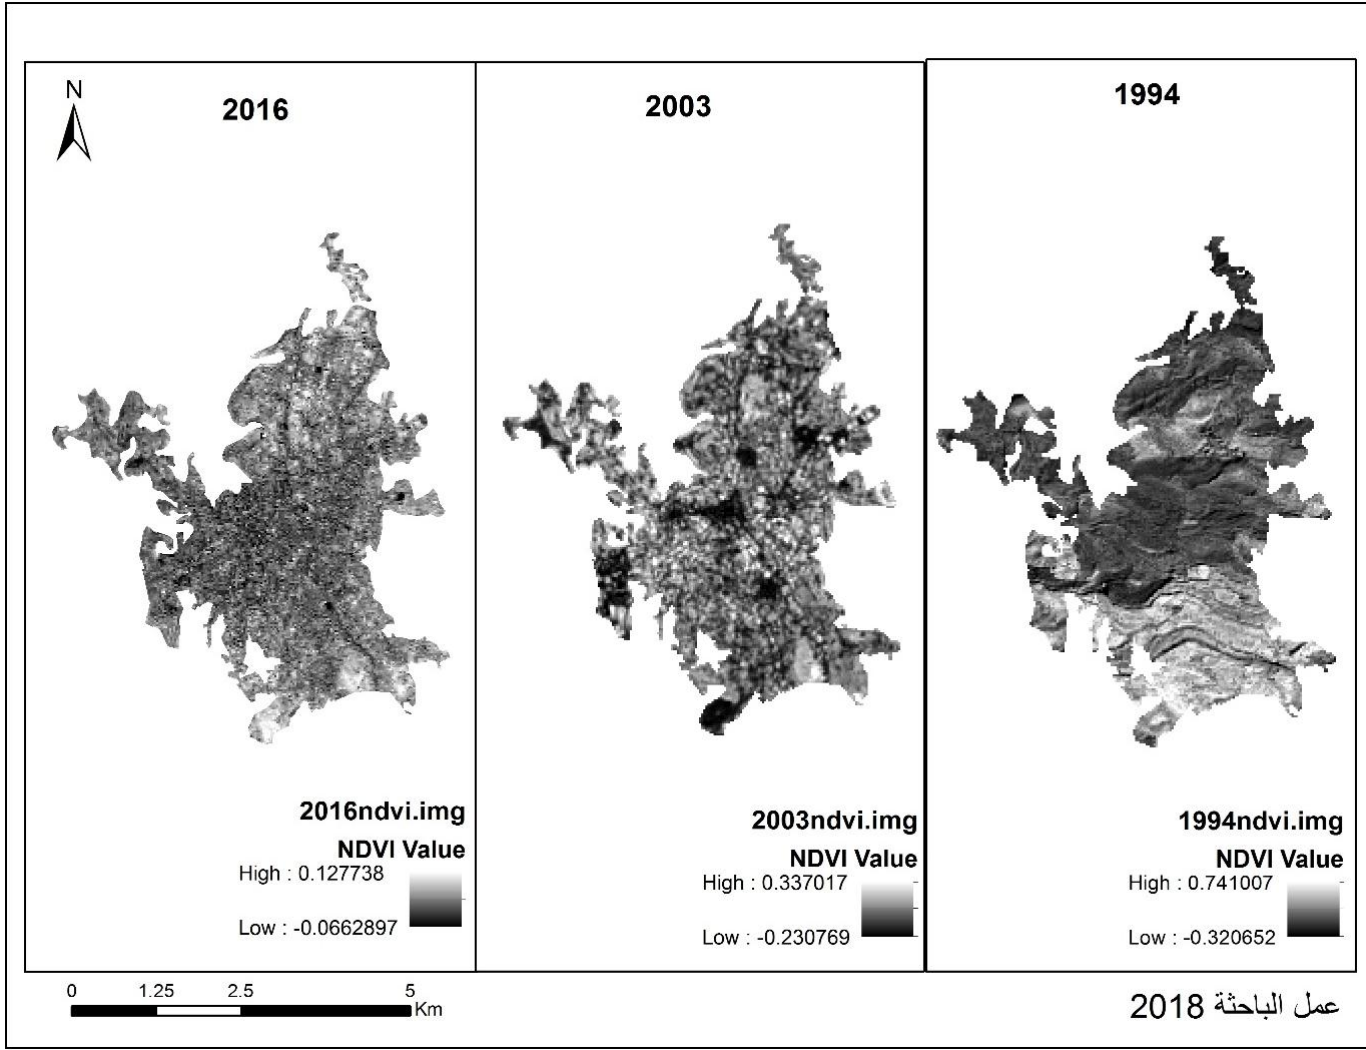 N
2016
2003
1994
2016ndvi.img
NDVI Value
High : 0.127738
Low : -0.0662897
2003ndvi.img
NDVI Value
High : 0.337017
Low : -0.230769
1994ndvi.img
NDVI Value
High : 0.741007
Low : -0.320652
0 1.25 2.5 5
Km
عمل الباحثة 2018